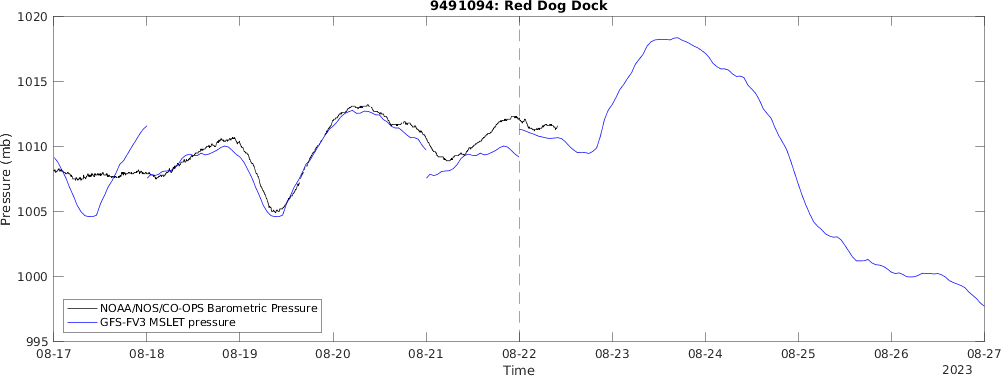 9491094: Red Dog Dock
Pressure (mb)
1020
1015
1010
1005
1000
995
NOAA/NOS/CO-OPS Barometric Pressure
GFS-FV3 MSLET pressure
08-17 08-18 08-19 08-20 08-21 08-22 08-23 08-24 08-25 08-26 08-27
Time
2023